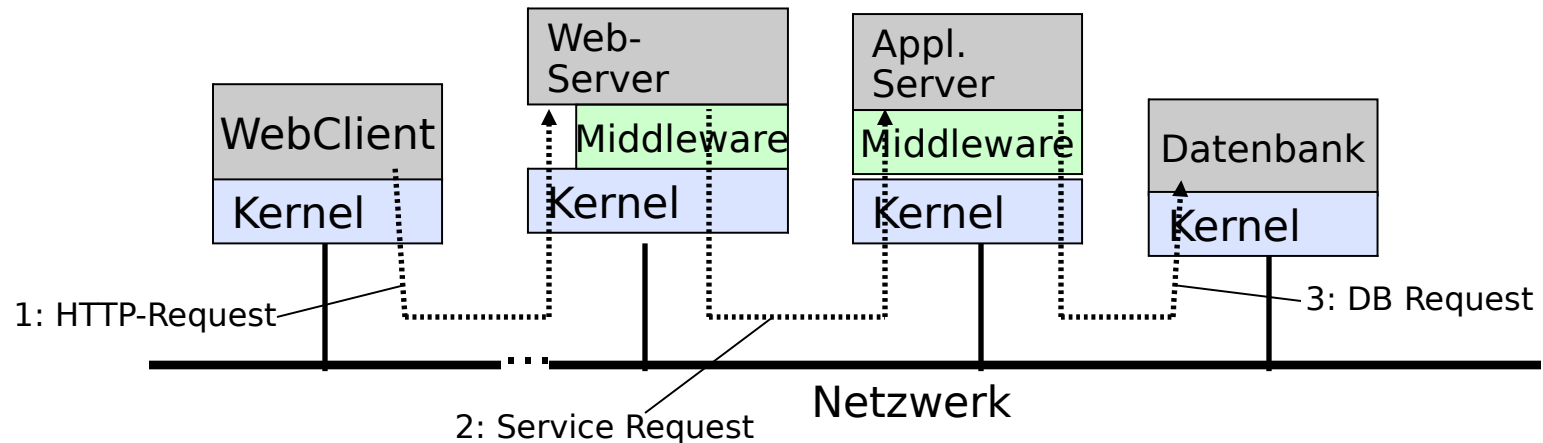 Web-
Server
Appl.
Server
WebClient
Middleware
Middleware
Datenbank
Kernel
Kernel
Kernel
Kernel
1: HTTP-Request
3: DB Request
Netzwerk
2: Service Request